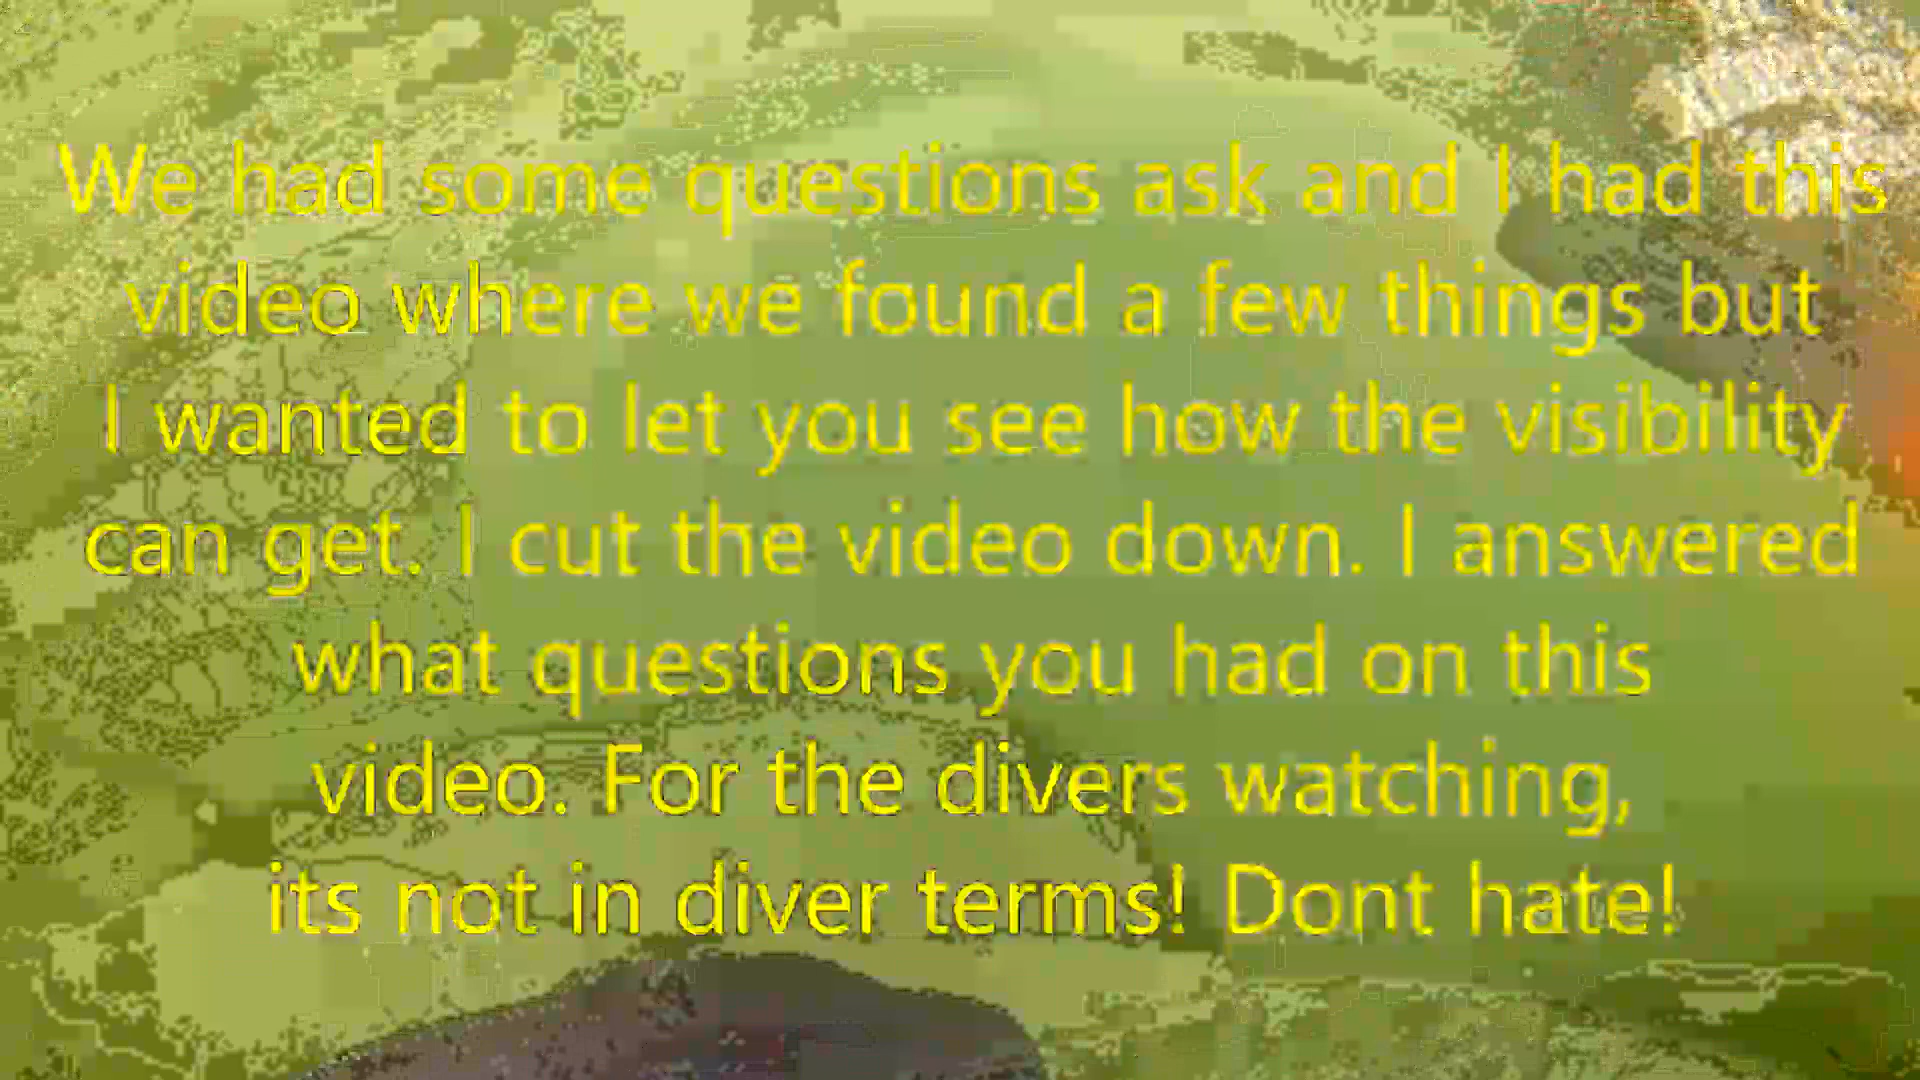 We had some questions ask and I had this
video where we found a few things but
I wanted to let you see how the visibility
can get. I cut the video down. I answered
what questions you had on this
video. For the divers watching,
its not in diver terms! Dont hate!